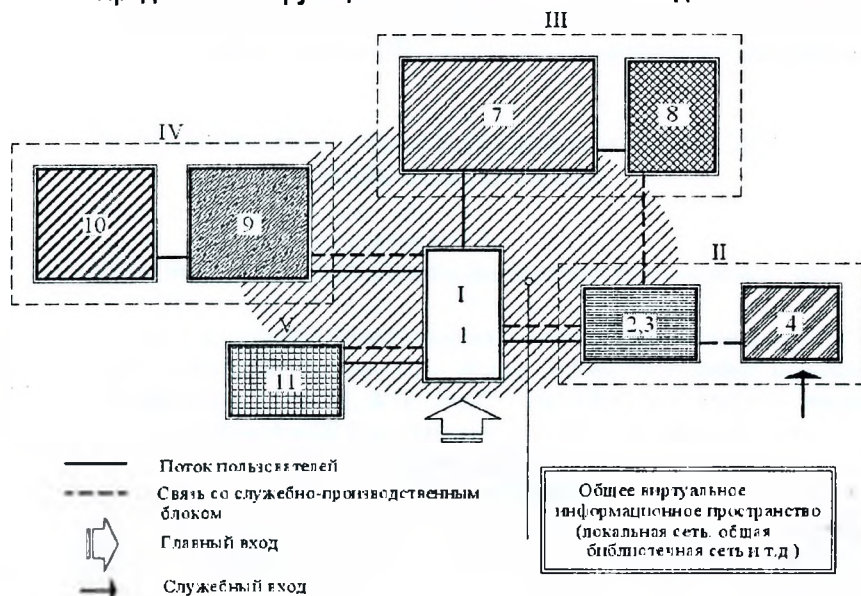 III
7
8
IV
10
9
II
I
1
2,3
4
V
11
Поток пользователей
Связь со служебно-производственным
блоком
Главный вход
Служебный вход
Общее виртуальное
информационное пространство
(локальная сеть, общая
библиотечная сеть и т.д.)